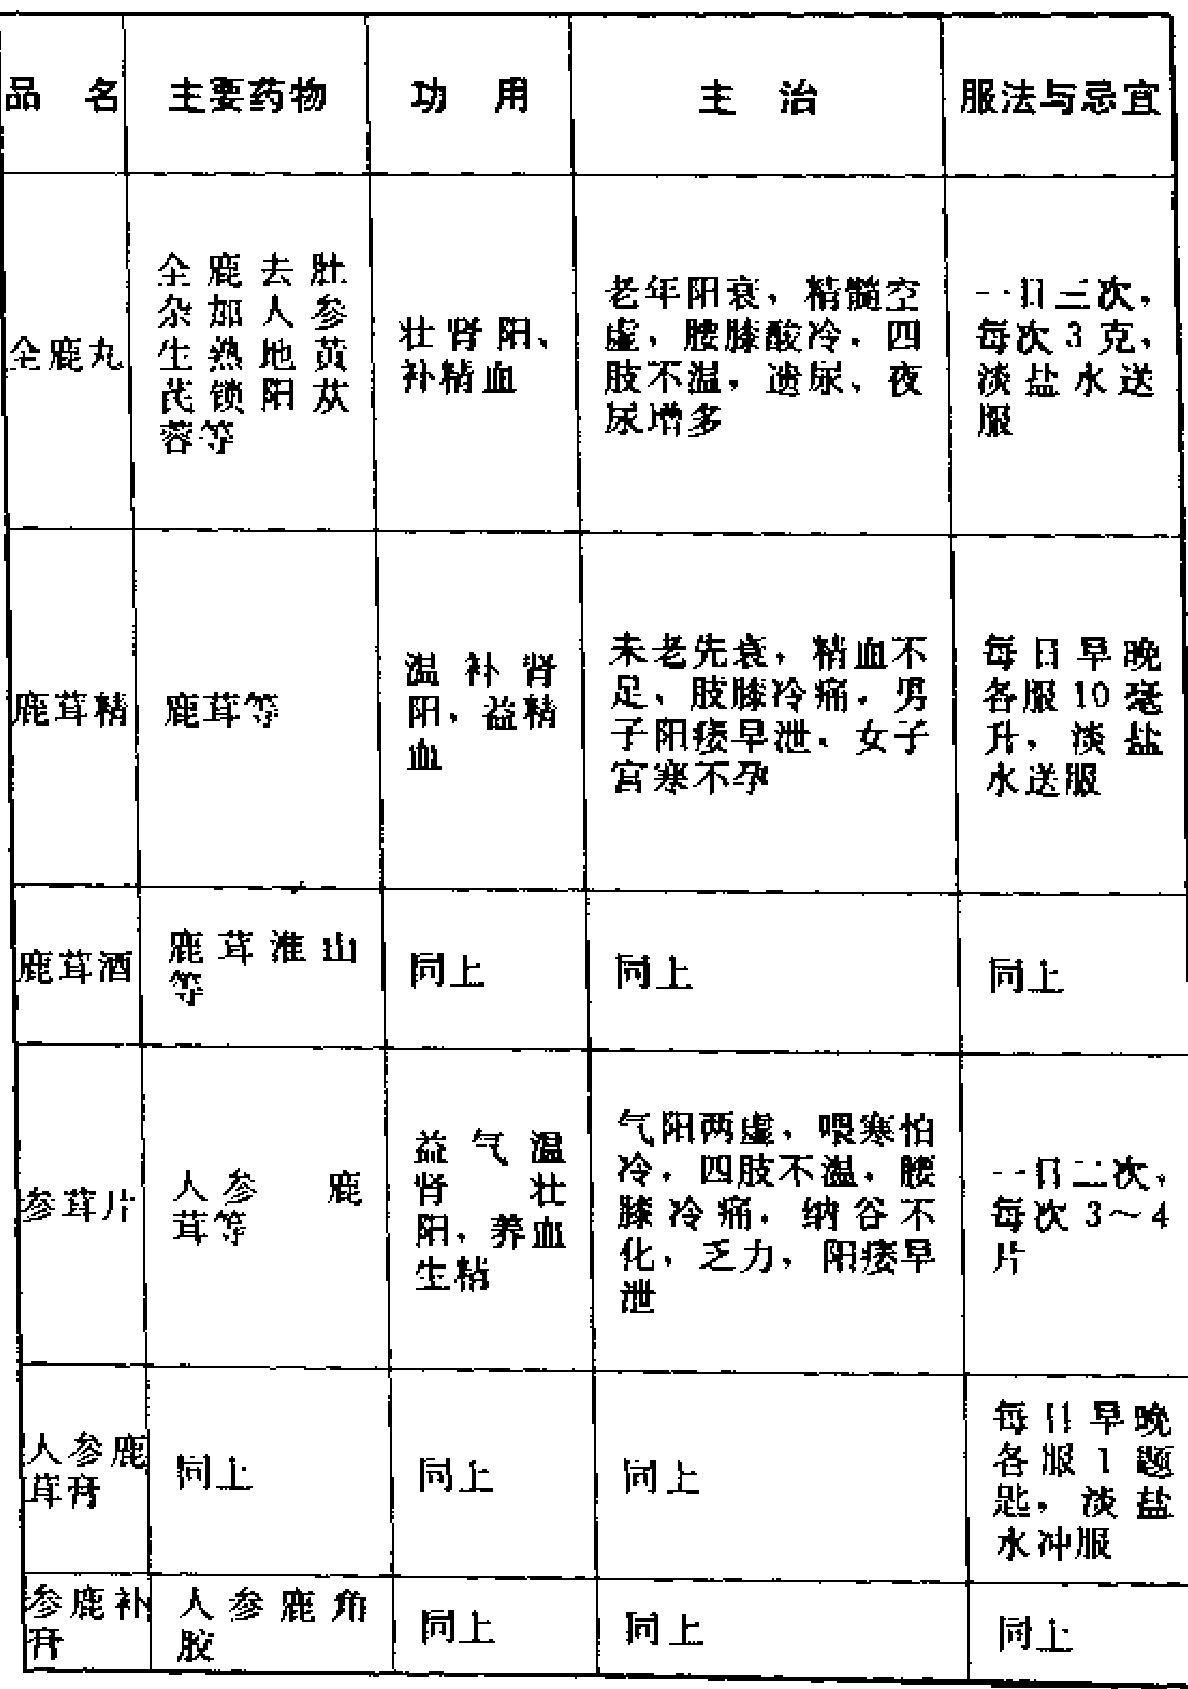 品 名 主要药物 功 用 主 治 服法与忌宜
全鹿丸
全鹿去肚
杂加人参
生熟地黄
芪锁阳苁
蓉等
壮肾阳、
补精血
老年阳衰，精髓空
虚，腰膝酸冷，四
肢不温，遗尿、夜
尿增多
一日三次，
每次3克，
淡盐水送
服
鹿茸精
鹿茸等
温补肾
阳，益精
血
未老先衰，精血不
足，肢膝冷痛，男
子阳痿早泄，女子
宫寒不孕
每日早晚
各服10毫
升，淡盐
水送服
鹿茸酒
鹿茸淮山
等
同上
同上
同上
参茸片
人参 鹿
茸等
益气温
肾壮
阳，养血
生精
气阳两虚，喂寒怕
冷，四肢不温，腰
膝冷痛，纳谷不
化，乏力，阳痿早
泄
一日二次，
每次3～4
片
人参鹿
茸膏
同上
同上
同上
每日早晚
各服1题
匙，淡盐
水冲服
参鹿补
膏
人参鹿角
胶
同上
同上
同上